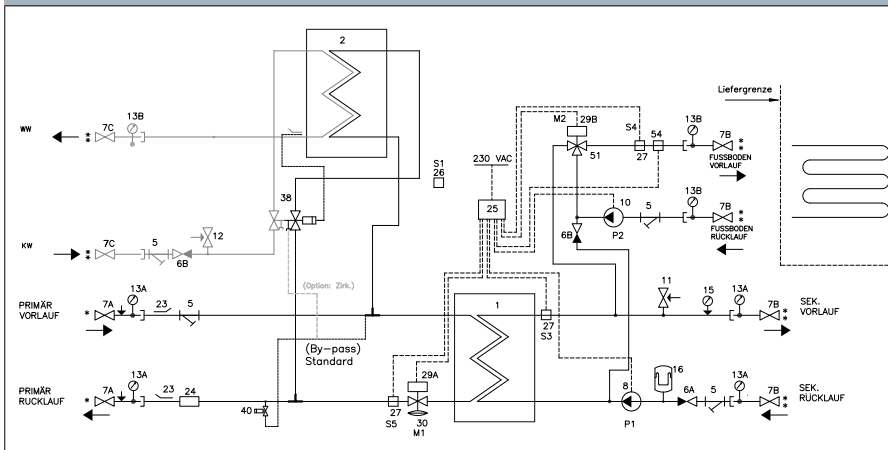 2
Liefergrenze
M2
29B
S4
54
13B
7B
**
27
FUSSBODEN
VORLAUF
51
WW
**
7C
13B
230 VAC
S1
26
25
10
13B
7B
**
P2
5
FUSSBODEN
RÜCKLAUF
6B
38
12
KW
**
7C
5
6B
(Option: Zirk.)
11
15
13A
PRIMÄR
VORLAUF
*
7A
13A
23
5
1
27
S3
7B
**
SEK.
VORLAUF
(By-pass)
Standard
29A
16
PRIMÄR
RÜCKLAUF
*
7A
13A
23
24
40
27
S5
30
M1
8
P1
6A
5
13A
7B
**
SEK.
RÜCKLAUF